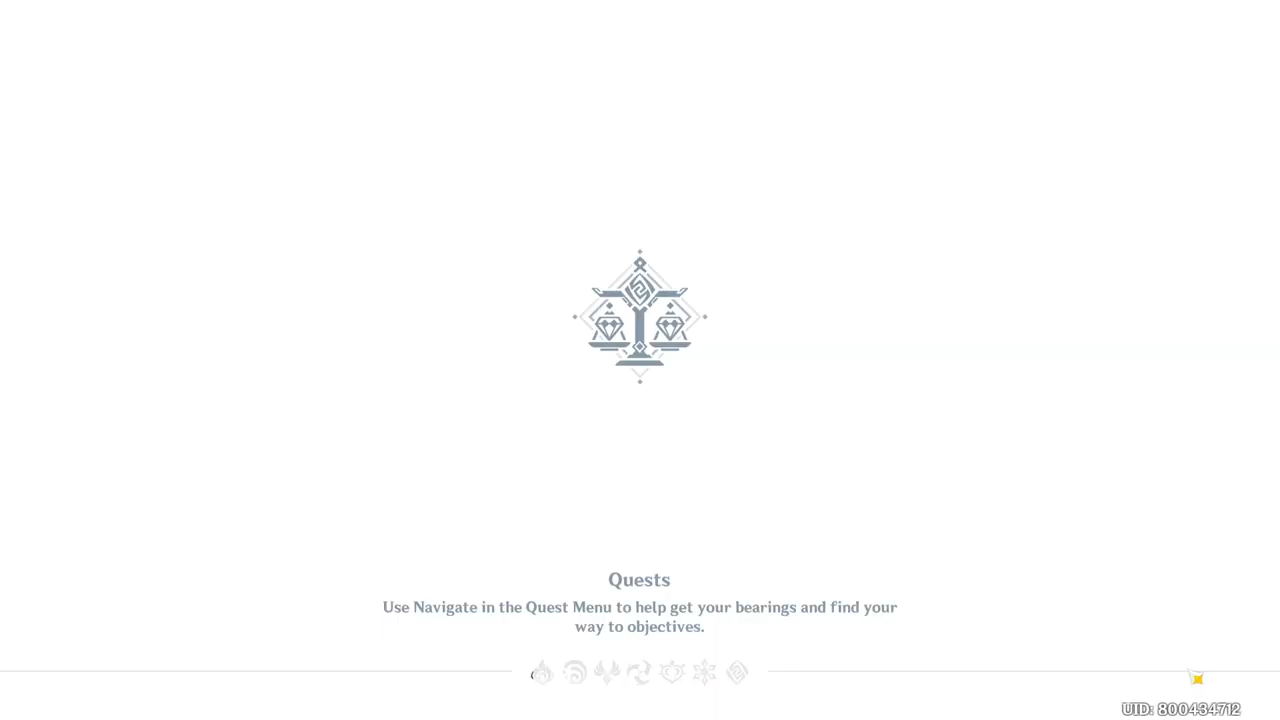 Quests
Use Navigate in the Quest Menu to help get your bearings and find your
way to objectives.
UID: 800434712